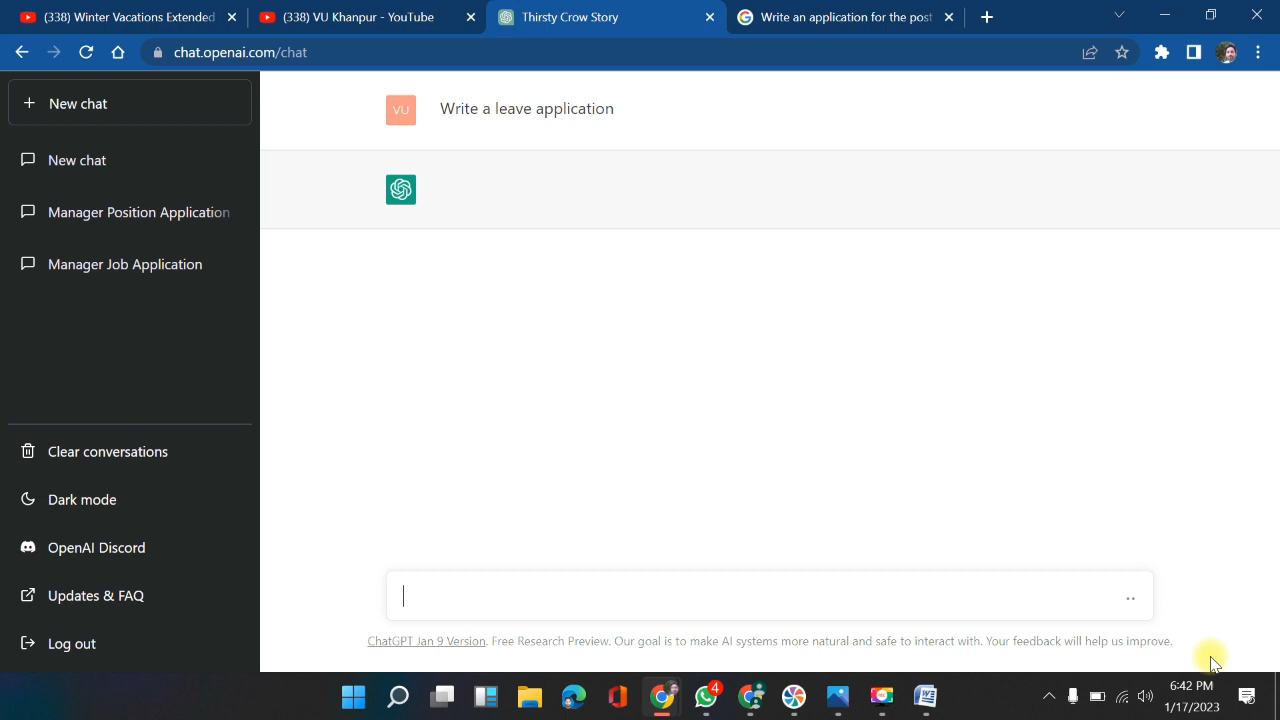 (338) Winter Vacations Extended
(338) VU Khanpur - YouTube
Thirsty Crow Story
Write an application for the post
chat.openai.com/chat
New chat
New chat
Manager Position Application
Manager Job Application
Clear conversations
Dark mode
OpenAI Discord
Updates & FAQ
Log out
VU
Write a leave application
ChatGPT Jan 9 Version. Free Research Preview. Our goal is to make AI systems more natural and safe to interact with. Your feedback will help us improve.
4
6:42 PM
1/17/2023